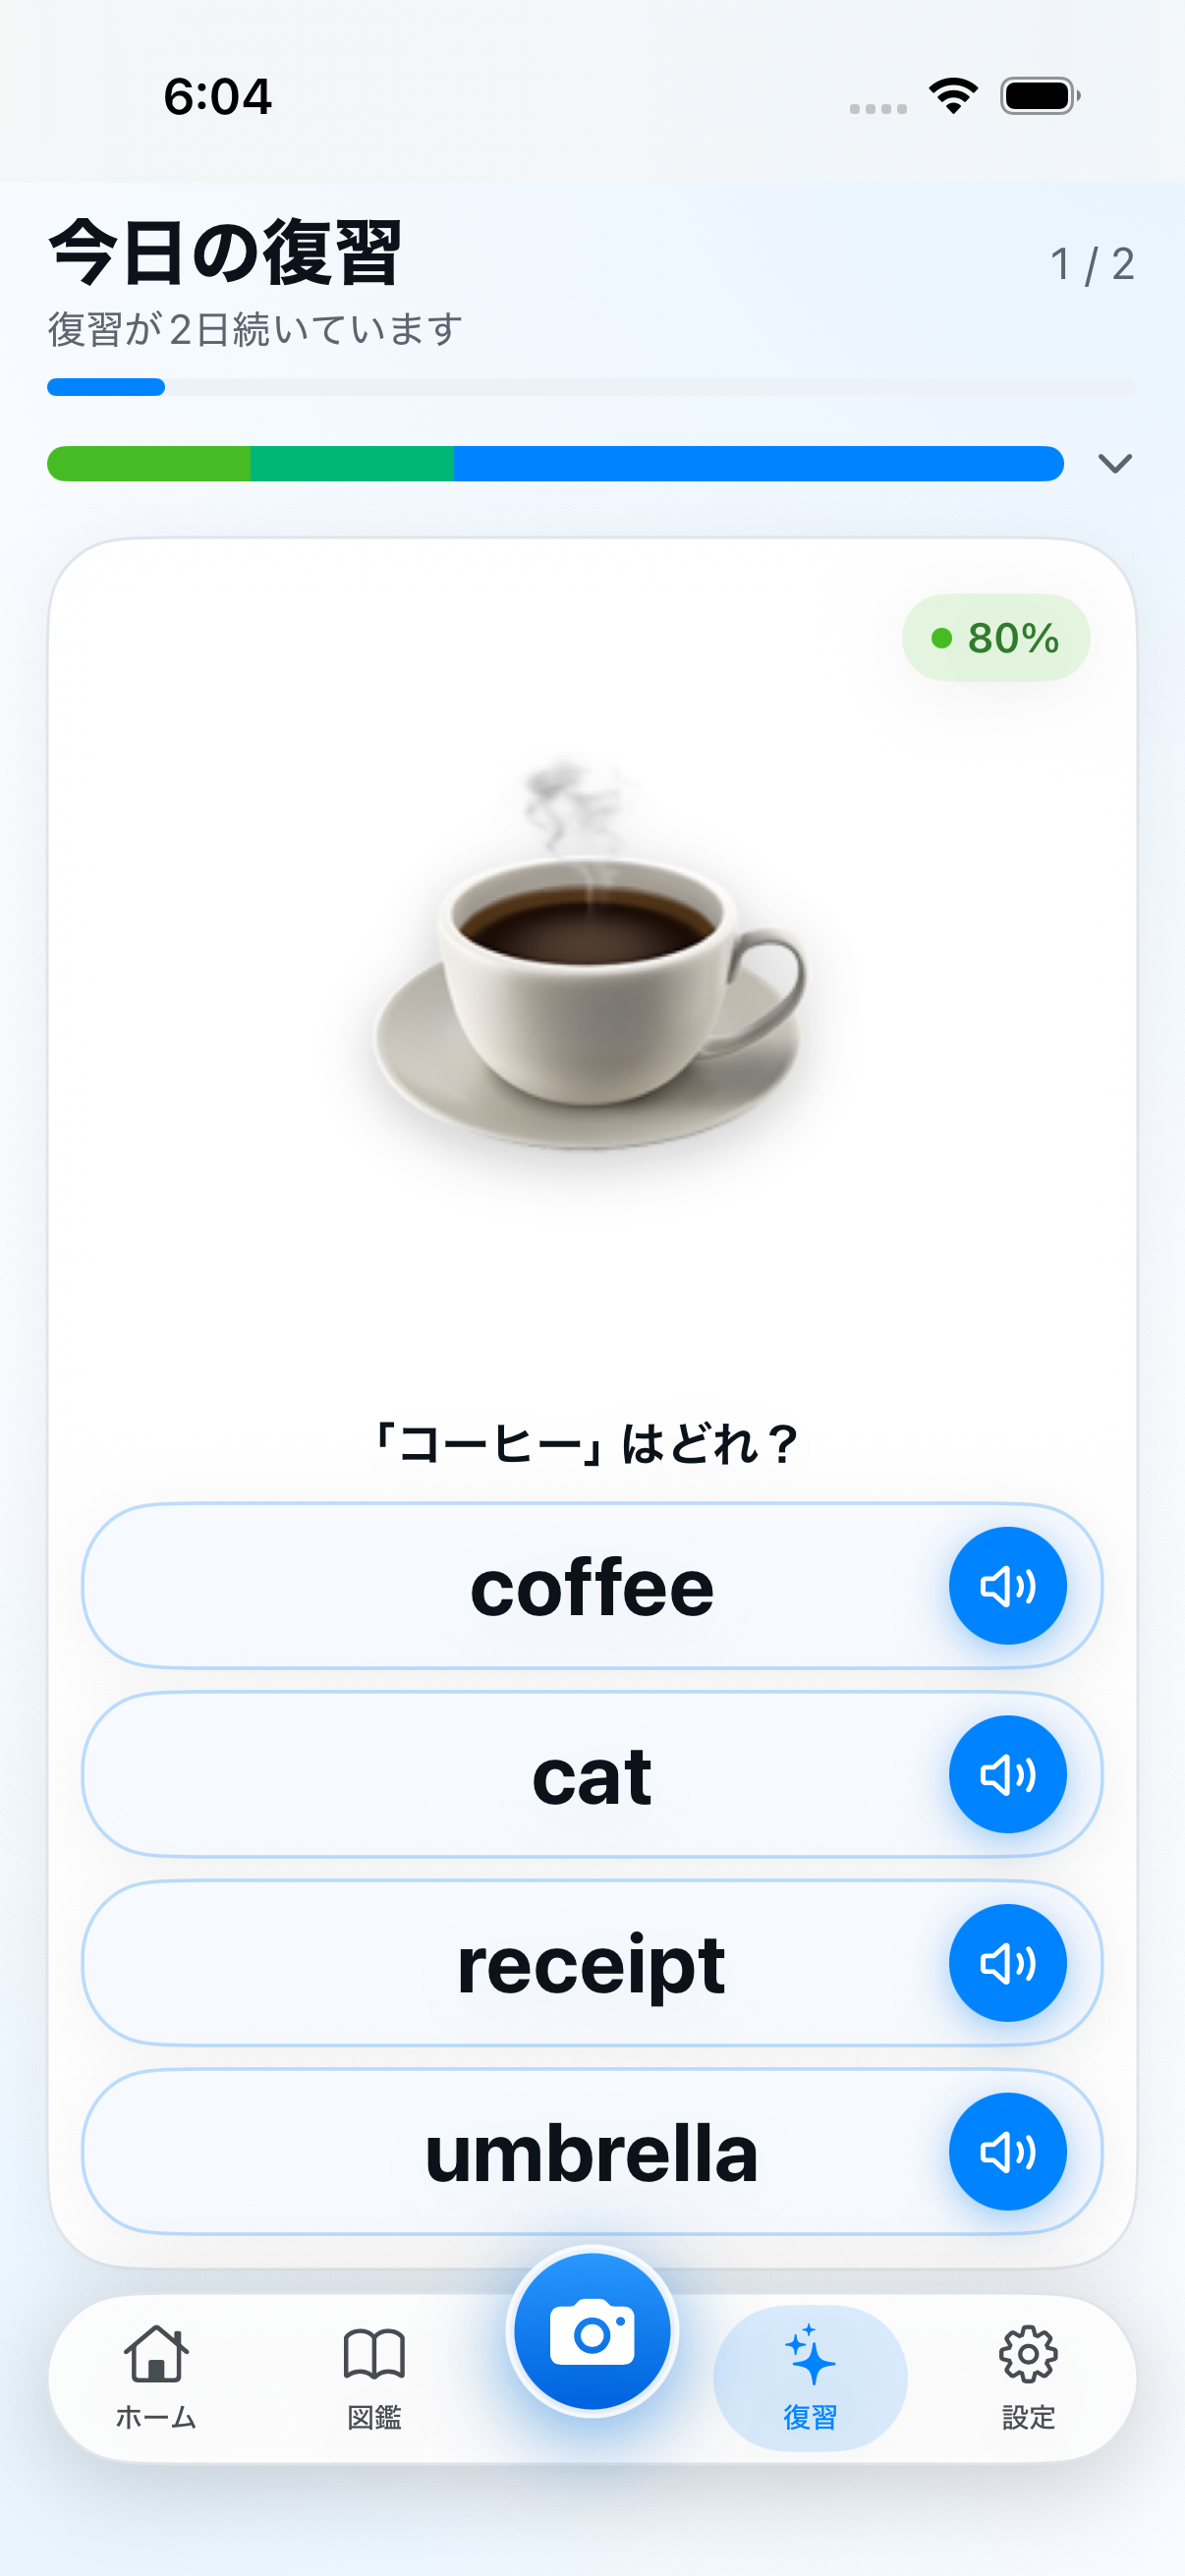 6:04
今日の復習
1 / 2
復習が2日続いています
80%
「コーヒー」はどれ？
coffee
cat
receipt
umbrella
ホーム
図鑑
復習
設定